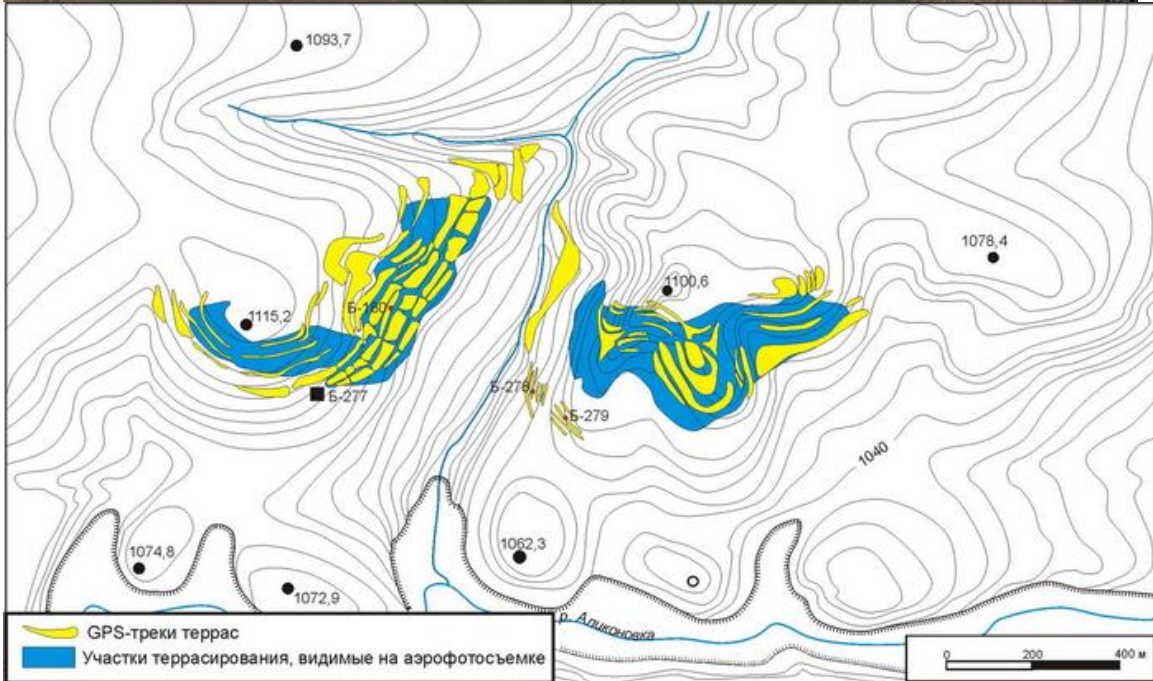 1093,7
1078,4
1100,6
Б-180
1115,2
Б-278
Б-277
Б-279
1040
1062,3
1074,8
1072,9
р. Аликоновка
GPS-треки террас
Участки террасирования, видимые на аэрофотосъемке
0 200 400 м